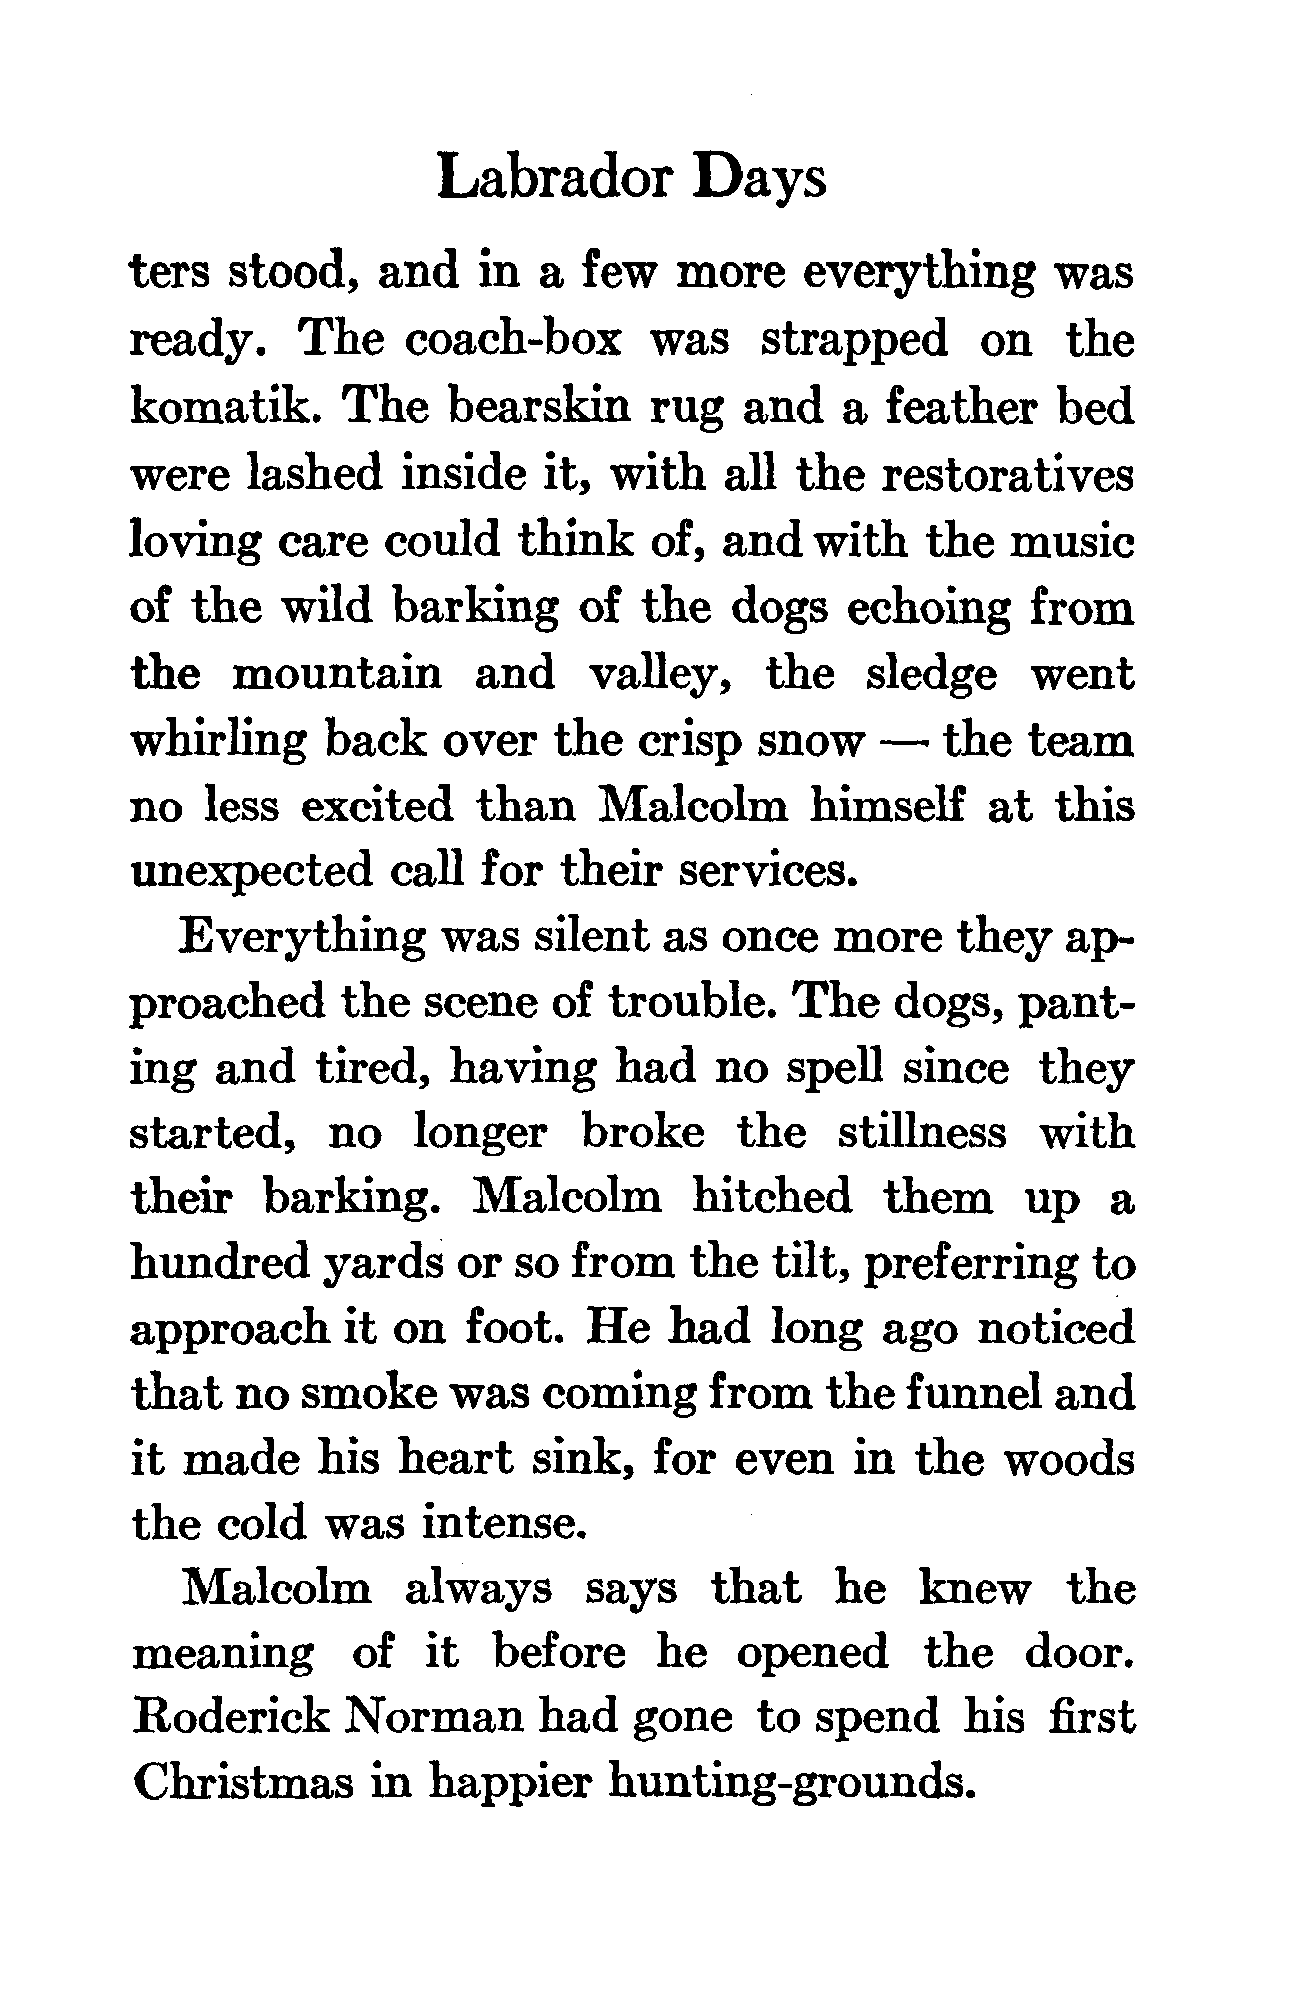 Labrador Days
ters stood, and in a few more everything was
ready. The coach-box was strapped on the
komatik. The bearskin rug and a feather bed
were lashed inside it, with all the restoratives
loving care could think of, and with the music
of the wild barking of the dogs echoing from
the mountain and valley, the sledge went
whirling back over the crisp snow — the team
no less excited than Malcolm himself at this
unexpected call for their services.
Everything was silent as once more they ap-
proached the scene of trouble. The dogs, pant-
ing and tired, having had no spell since they
started, no longer broke the stillness with
their barking. Malcolm hitched them up a
hundred yards or so from the tilt, preferring to
approach it on foot. He had long ago noticed
that no smoke was coming from the funnel and
it made his heart sink, for even in the woods
the cold was intense.
Malcolm always says that he knew the
meaning of it before he opened the door.
Roderick Norman had gone to spend his first
Christmas in happier hunting-grounds.